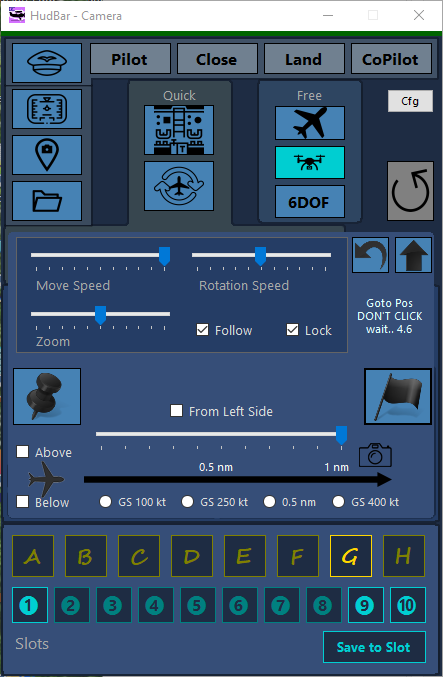 HudBar - Camera
Pilot Close Land CoPilot
Quick Free
Cfg
6DOF
Move Speed Rotation Speed
Zoom
Follow Lock
Goto Pos
DON'T CLICK
wait.. 4.6
From Left Side
Above
0.5 nm 1 nm
Below GS 100 kt GS 250 kt 0.5 nm GS 400 kt
A B C D E F G H
1 2 3 4 5 6 7 8 9 10
Slots
Save to Slot